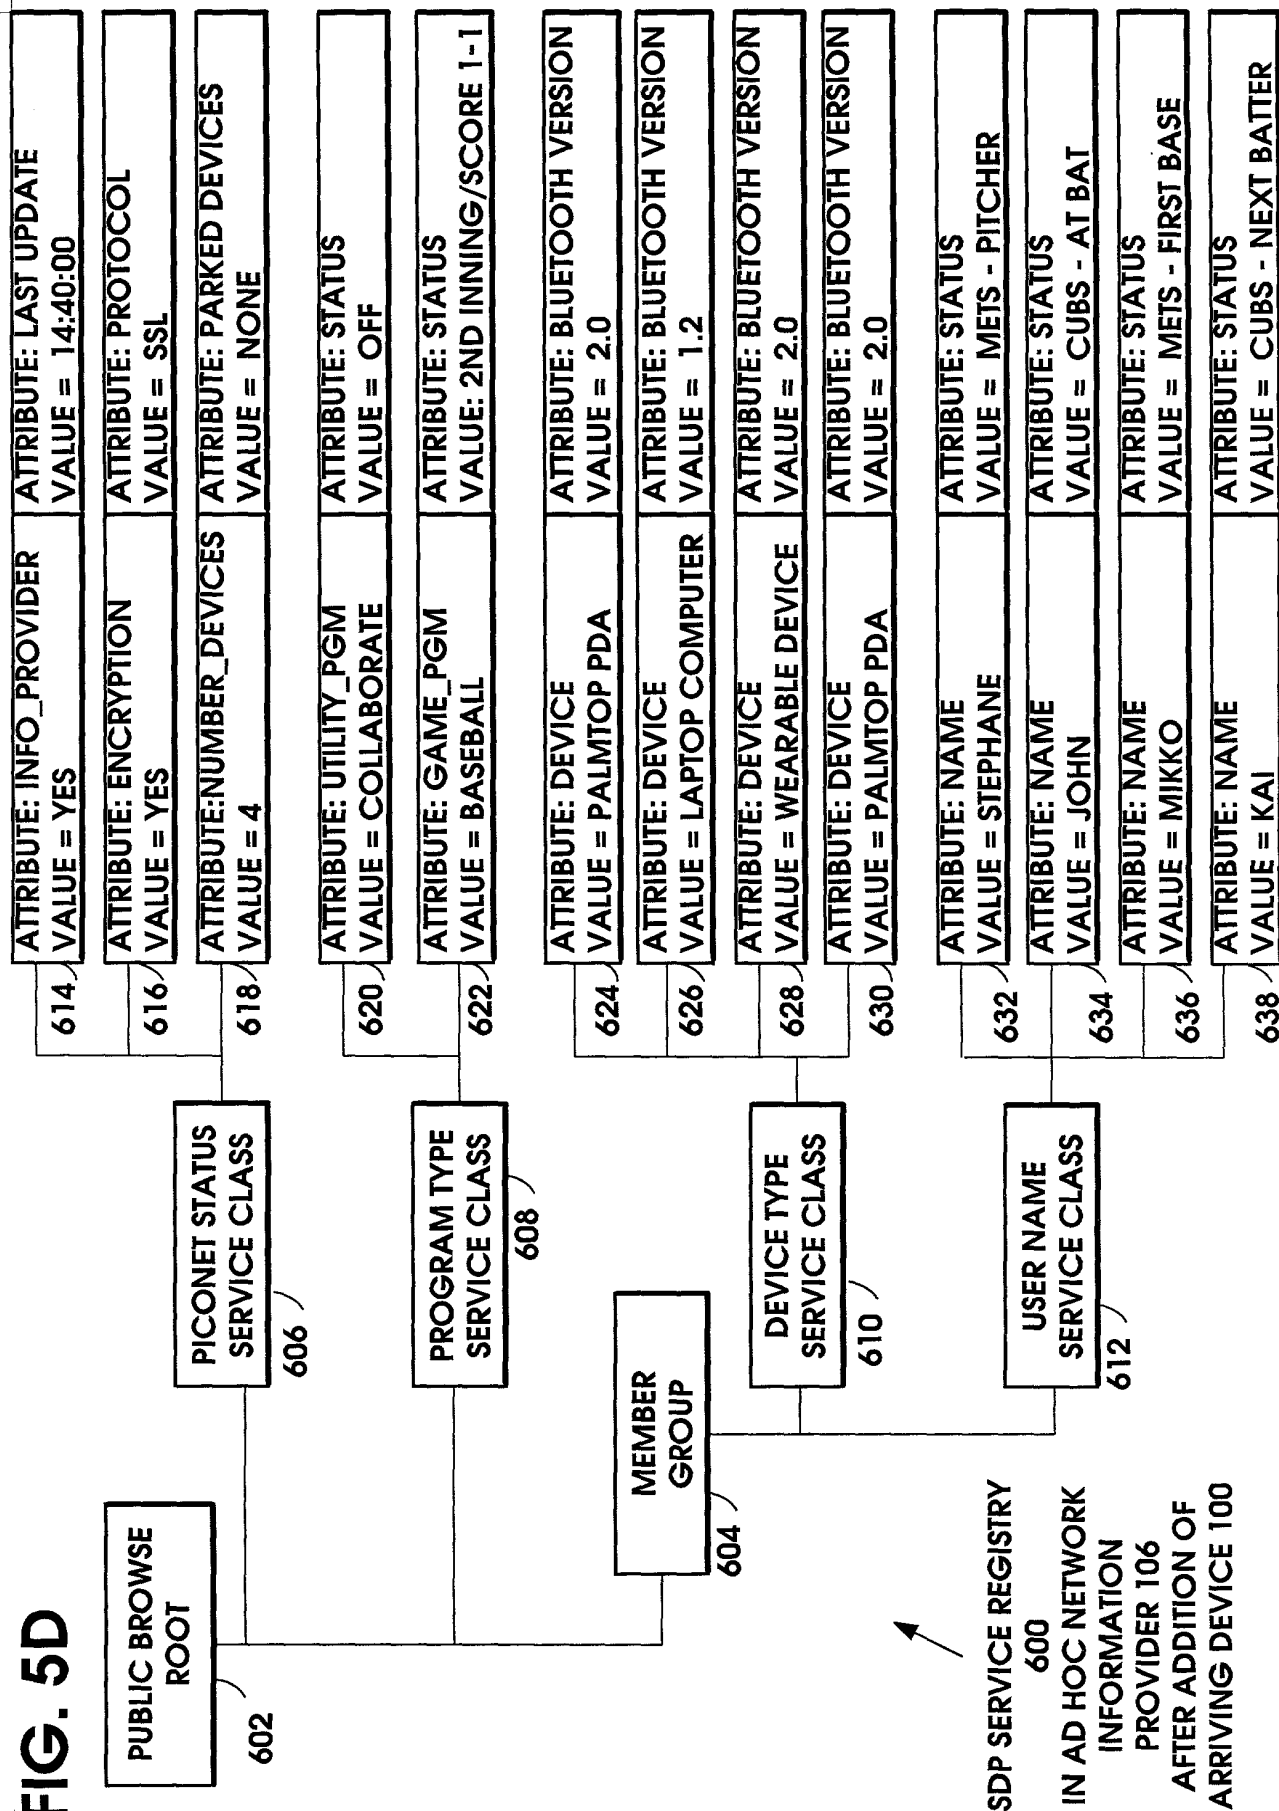 FIG. 5D
PUBLIC BROWSE
ROOT
602
PICONET STATUS
SERVICE CLASS
606
PROGRAM TYPE
SERVICE CLASS
608
MEMBER
GROUP
604
DEVICE TYPE
SERVICE CLASS
610
USER NAME
SERVICE CLASS
612
ATTRIBUTE: INFO_PROVIDER
VALUE = YES
ATTRIBUTE: LAST UPDATE
VALUE = 14:40:00
614
ATTRIBUTE: ENCRYPTION
VALUE = YES
ATTRIBUTE: PROTOCOL
VALUE = SSL
616
ATTRIBUTE:NUMBER_DEVICES
VALUE = 4
ATTRIBUTE: PARKED DEVICES
VALUE = NONE
618
ATTRIBUTE: UTILITY_PGM
VALUE = COLLABORATE
ATTRIBUTE: STATUS
VALUE = OFF
620
ATTRIBUTE: GAME_PGM
VALUE = BASEBALL
ATTRIBUTE: STATUS
VALUE: 2ND INNING/SCORE 1-1
622
ATTRIBUTE: DEVICE
VALUE = PALMTOP PDA
ATTRIBUTE: BLUETOOTH VERSION
VALUE = 2.0
624
ATTRIBUTE: DEVICE
VALUE = LAPTOP COMPUTER
ATTRIBUTE: BLUETOOTH VERSION
VALUE = 1.2
626
ATTRIBUTE: DEVICE
VALUE = WEARABLE DEVICE
ATTRIBUTE: BLUETOOTH VERSION
VALUE = 2.0
628
ATTRIBUTE: DEVICE
VALUE = PALMTOP PDA
ATTRIBUTE: BLUETOOTH VERSION
VALUE = 2.0
630
ATTRIBUTE: NAME
VALUE = STEPHANE
ATTRIBUTE: STATUS
VALUE = METS - PITCHER
632
ATTRIBUTE: NAME
VALUE = JOHN
ATTRIBUTE: STATUS
VALUE = CUBS - AT BAT
634
ATTRIBUTE: NAME
VALUE = MIKKO
ATTRIBUTE: STATUS
VALUE = METS - FIRST BASE
636
ATTRIBUTE: NAME
VALUE = KAI
ATTRIBUTE: STATUS
VALUE = CUBS - NEXT BATTER
638
SDP SERVICE REGISTRY
600
IN AD HOC NETWORK
INFORMATION
PROVIDER 106
AFTER ADDITION OF
ARRIVING DEVICE 100